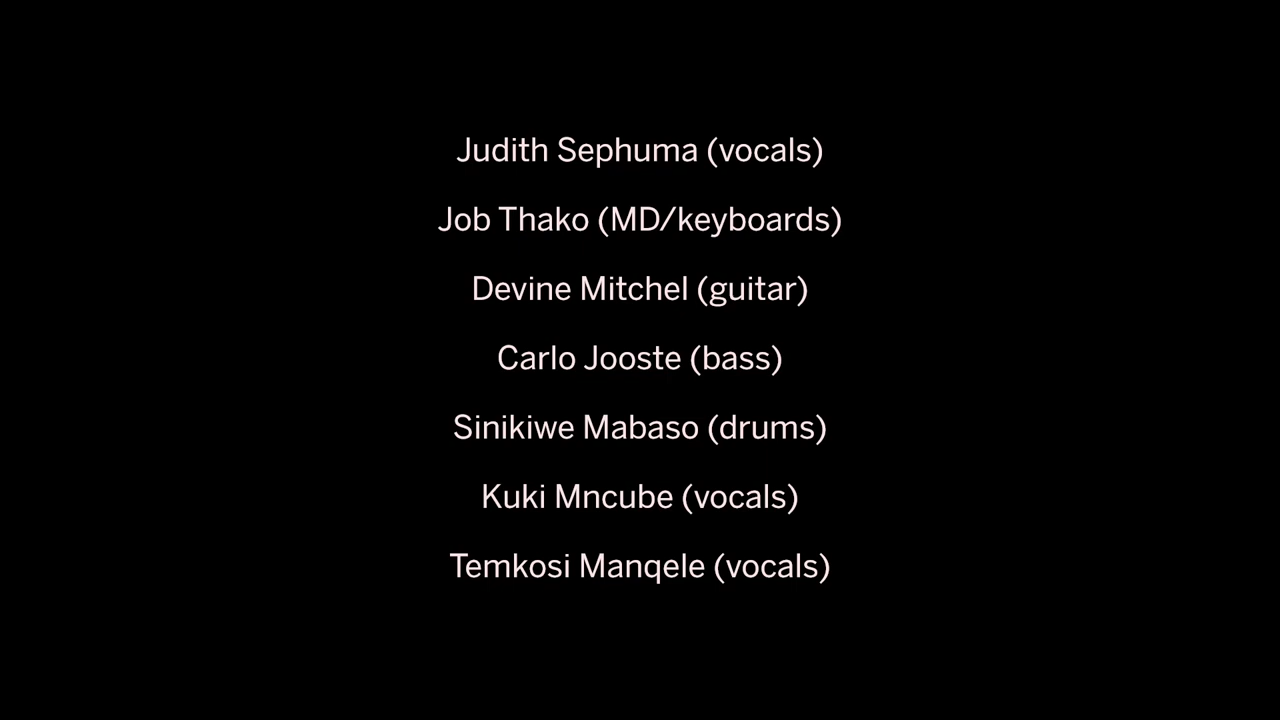 Judith Sephuma (vocals)
Job Thako (MD/keyboards)
Devine Mitchel (guitar)
Carlo Jooste (bass)
Sinikiwe Mabaso (drums)
Kuki Mncube (vocals)
Temkosi Manqele (vocals)